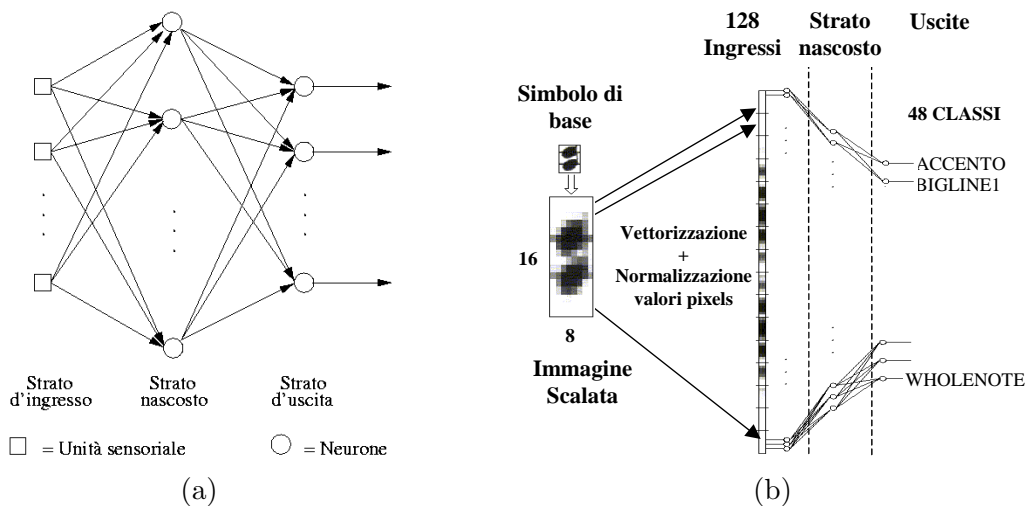 Strato
d'ingresso
Strato
nascosto
Strato
d'uscita
= Unità sensoriale
= Neurone
(a)
128
Ingressi
Strato
nascosto
Uscite
Simbolo di
base
48 CLASSI
ACCENTO
BIGLINE1
16
Vettorizzazione
+
Normalizzazione
valori pixels
8
Immagine
Scalata
WHOLENOTE
(b)